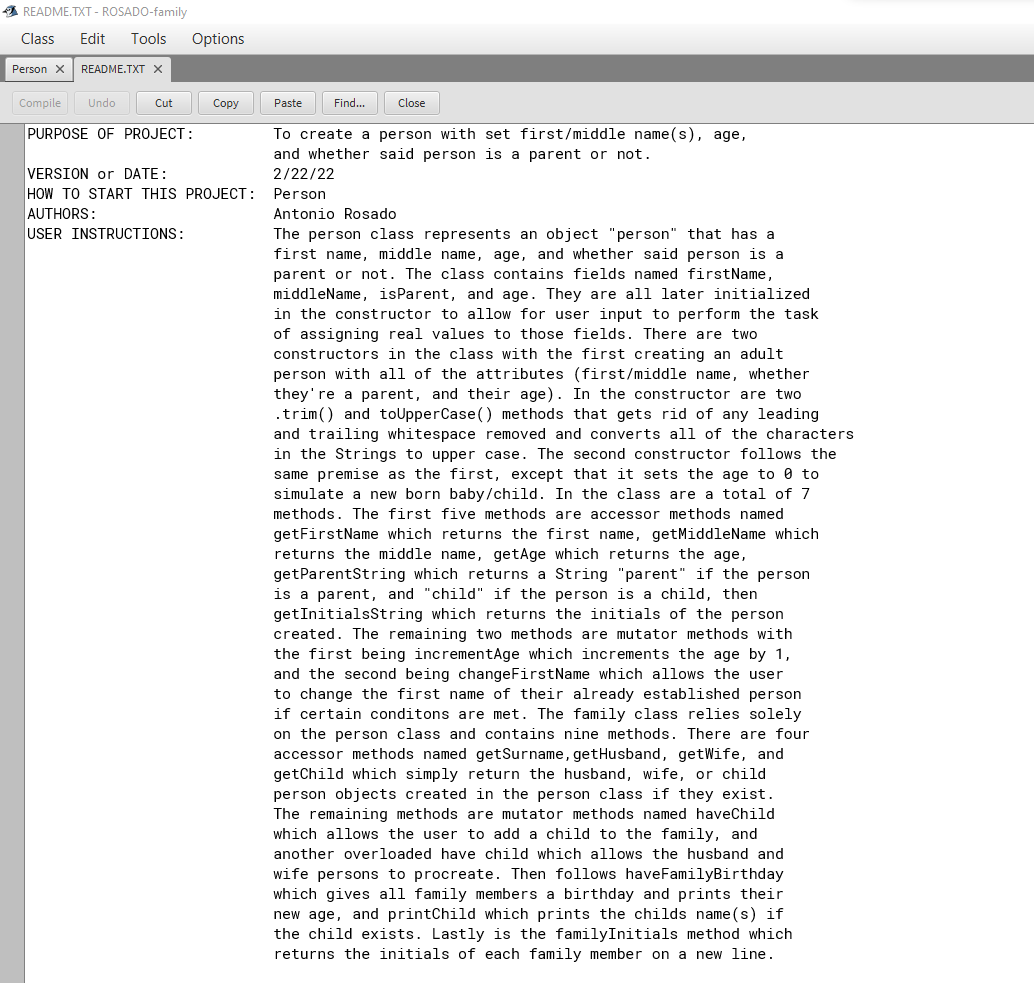 README.TXT - ROSADO-family
Class Edit Tools Options
Person × README.TXT ×
Compile Undo Cut Copy Paste Find... Close
PURPOSE OF PROJECT: To create a person with set first/middle name(s), age,
and whether said person is a parent or not.
VERSION or DATE: 2/22/22
HOW TO START THIS PROJECT: Person
AUTHORS: Antonio Rosado
USER INSTRUCTIONS: The person class represents an object "person" that has a
first name, middle name, age, and whether said person is a
parent or not. The class contains fields named firstName,
middleName, isParent, and age. They are all later initialized
in the constructor to allow for user input to perform the task
of assigning real values to those fields. There are two
constructors in the class with the first creating an adult
person with all of the attributes (first/middle name, whether
they're a parent, and their age). In the constructor are two
.trim() and toUpperCase() methods that gets rid of any leading
and trailing whitespace removed and converts all of the characters
in the Strings to upper case. The second constructor follows the
same premise as the first, except that it sets the age to 0 to
simulate a new born baby/child. In the class are a total of 7
methods. The first five methods are accessor methods named
getFirstName which returns the first name, getMiddleName which
returns the middle name, getAge which returns the age,
getParentString which returns a String "parent" if the person
is a parent, and "child" if the person is a child, then
getInitialsString which returns the initials of the person
created. The remaining two methods are mutator methods with
the first being incrementAge which increments the age by 1,
and the second being changeFirstName which allows the user
to change the first name of their already established person
if certain conditons are met. The family class relies solely
on the person class and contains nine methods. There are four
accessor methods named getSurname,getHusband, getWife, and
getChild which simply return the husband, wife, or child
person objects created in the person class if they exist.
The remaining methods are mutator methods named haveChild
which allows the user to add a child to the family, and
another overloaded have child which allows the husband and
wife persons to procreate. Then follows haveFamilyBirthday
which gives all family members a birthday and prints their
new age, and printChild which prints the childs name(s) if
the child exists. Lastly is the familyInitials method which
returns the initials of each family member on a new line.